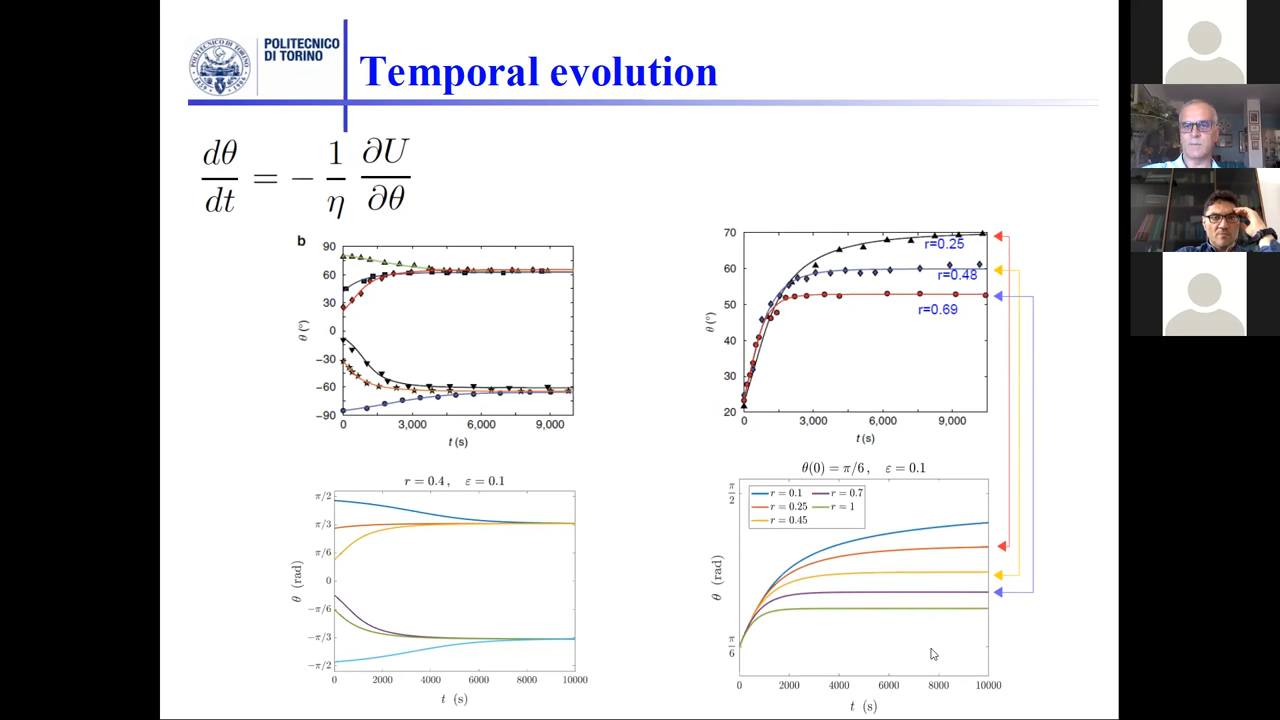 POLITECNICO
DI TORINO
Temporal evolution
dθ/dt = − 1/η ∂U/∂θ
b
90
60
30
0
−30
−60
−90
θ (°)
0 3,000 6,000 9,000
t (s)
70
60
50
40
30
20
θ (°)
r=0.25
r=0.48
r=0.69
0 3,000 6,000 9,000
t (s)
r = 0.4 , ε = 0.1
π/2
π/3
π/6
0
−π/6
−π/3
−π/2
θ (rad)
0 2000 4000 6000 8000 10000
t (s)
θ(0) = π/6 , ε = 0.1
π/2
π/6
θ (rad)
r = 0.1 r = 0.7
r = 0.25 r = 1
r = 0.45
0 2000 4000 6000 8000 10000
t (s)